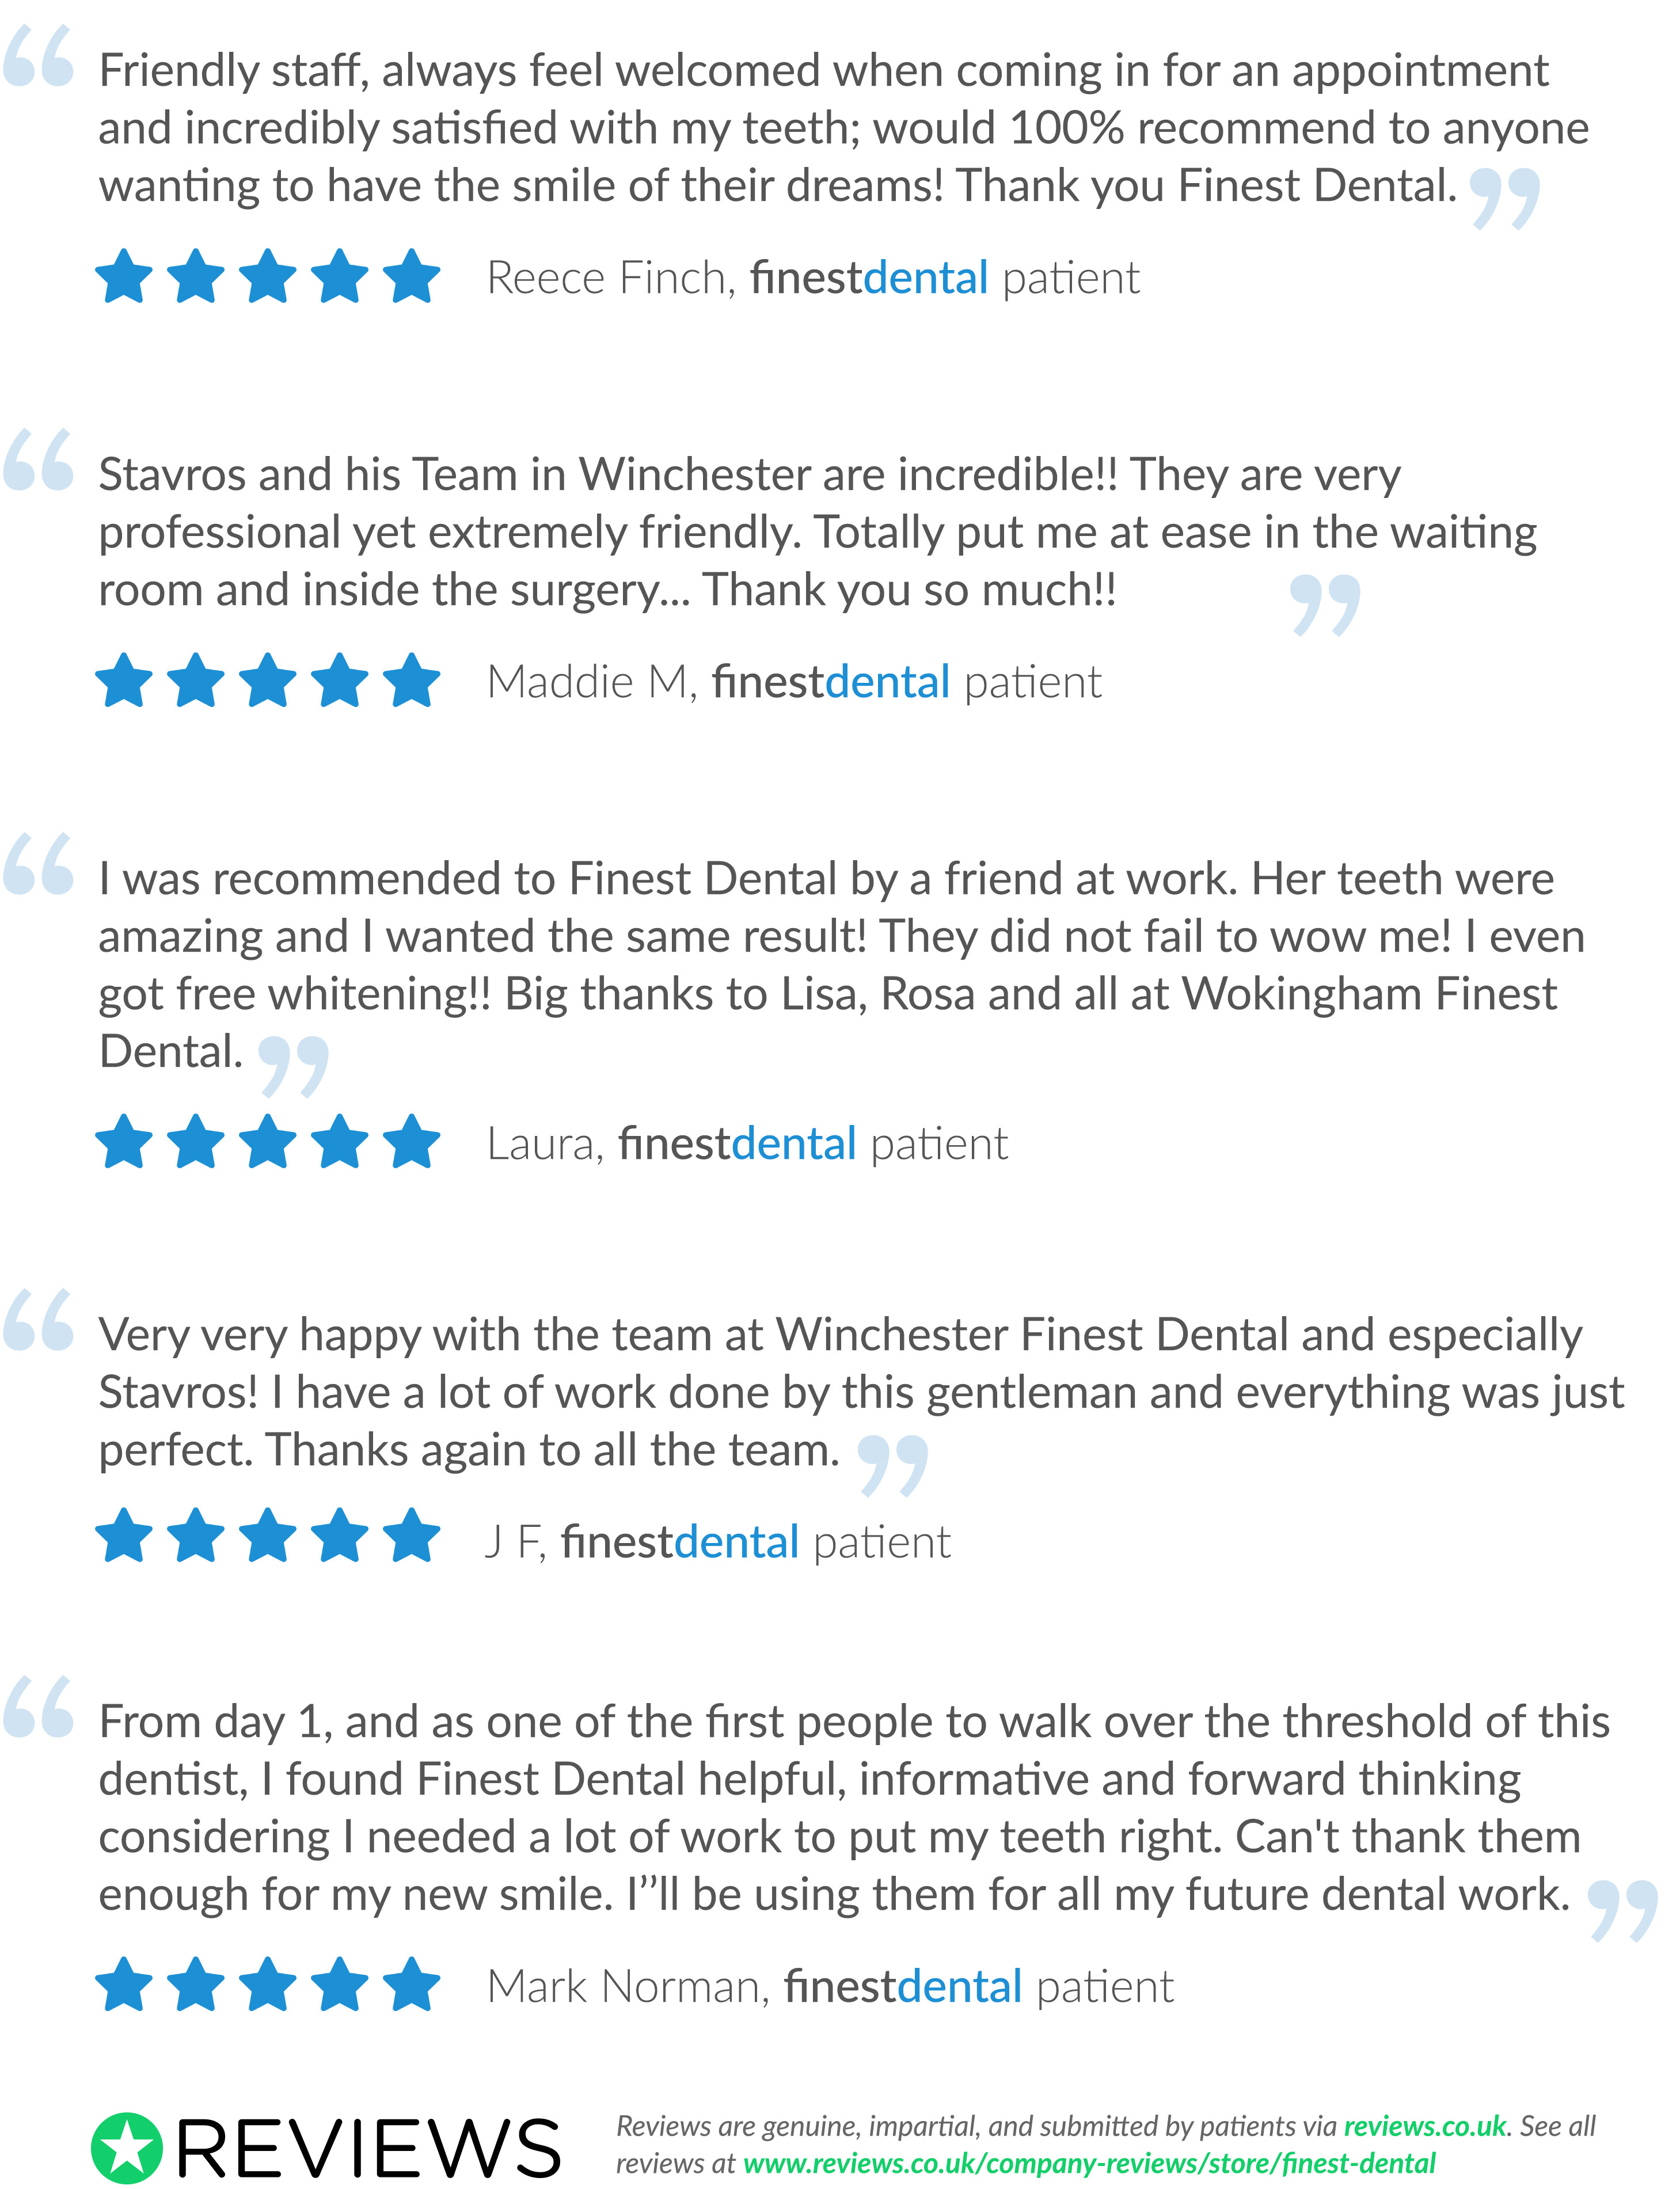 “ Friendly staff, always feel welcomed when coming in for an appointment
and incredibly satisfied with my teeth; would 100% recommend to anyone
wanting to have the smile of their dreams! Thank you Finest Dental. ”
Reece Finch, finestdental patient
“ Stavros and his Team in Winchester are incredible!! They are very
professional yet extremely friendly. Totally put me at ease in the waiting
room and inside the surgery... Thank you so much!! ”
Maddie M, finestdental patient
“ I was recommended to Finest Dental by a friend at work. Her teeth were
amazing and I wanted the same result! They did not fail to wow me! I even
got free whitening!! Big thanks to Lisa, Rosa and all at Wokingham Finest
Dental. ”
Laura, finestdental patient
“ Very very happy with the team at Winchester Finest Dental and especially
Stavros! I have a lot of work done by this gentleman and everything was just
perfect. Thanks again to all the team. ”
J F, finestdental patient
“ From day 1, and as one of the first people to walk over the threshold of this
dentist, I found Finest Dental helpful, informative and forward thinking
considering I needed a lot of work to put my teeth right. Can't thank them
enough for my new smile. I’’ll be using them for all my future dental work. ”
Mark Norman, finestdental patient
REVIEWS
Reviews are genuine, impartial, and submitted by patients via reviews.co.uk. See all
reviews at www.reviews.co.uk/company-reviews/store/finest-dental